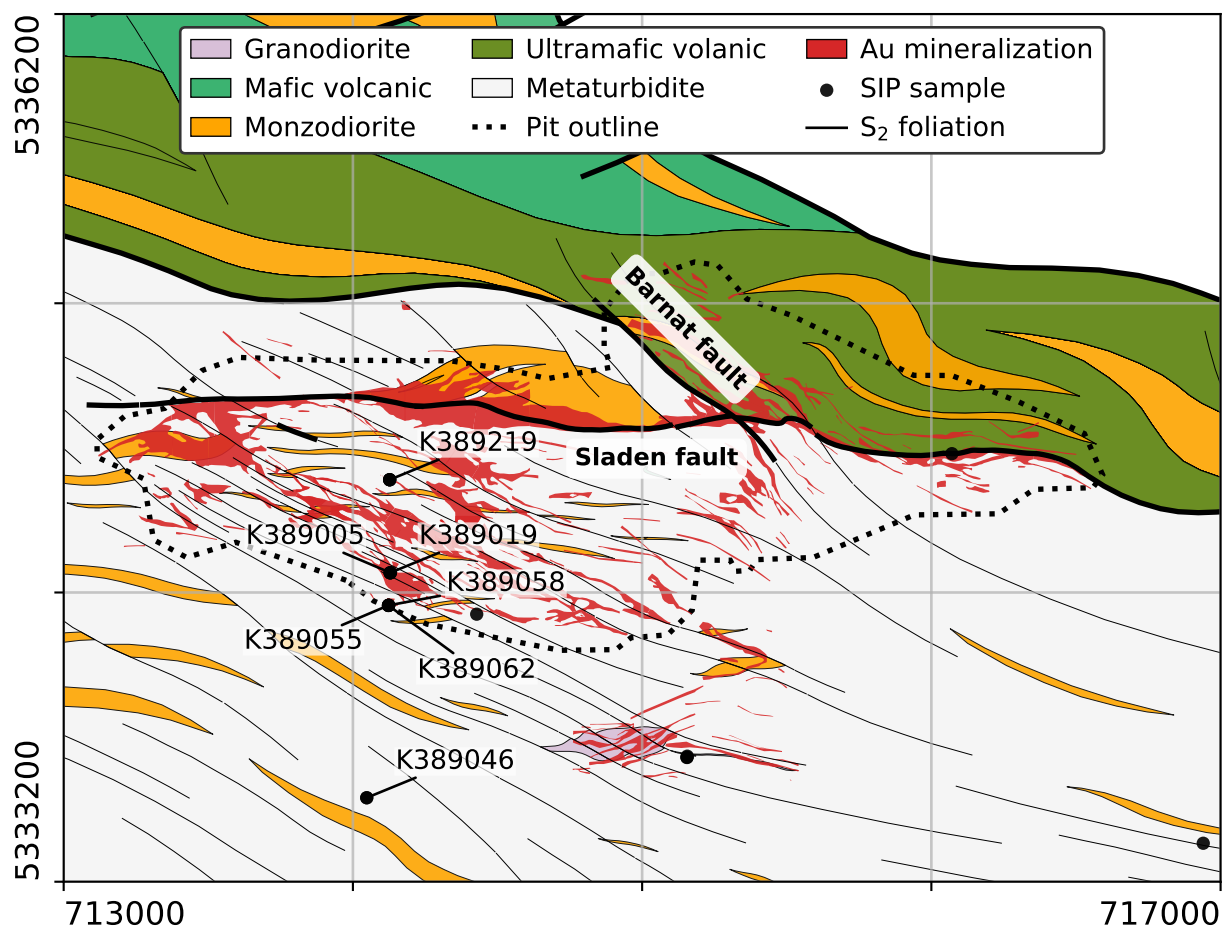 5336200
Granodiorite
Ultramafic volanic
Au mineralization
Mafic volcanic
Metaturbidite
SIP sample
Monzodiorite
Pit outline
S₂ foliation
Barnat fault
K389219
Sladen fault
K389005
K389019
K389058
K389055
K389062
K389046
5333200
713000
717000